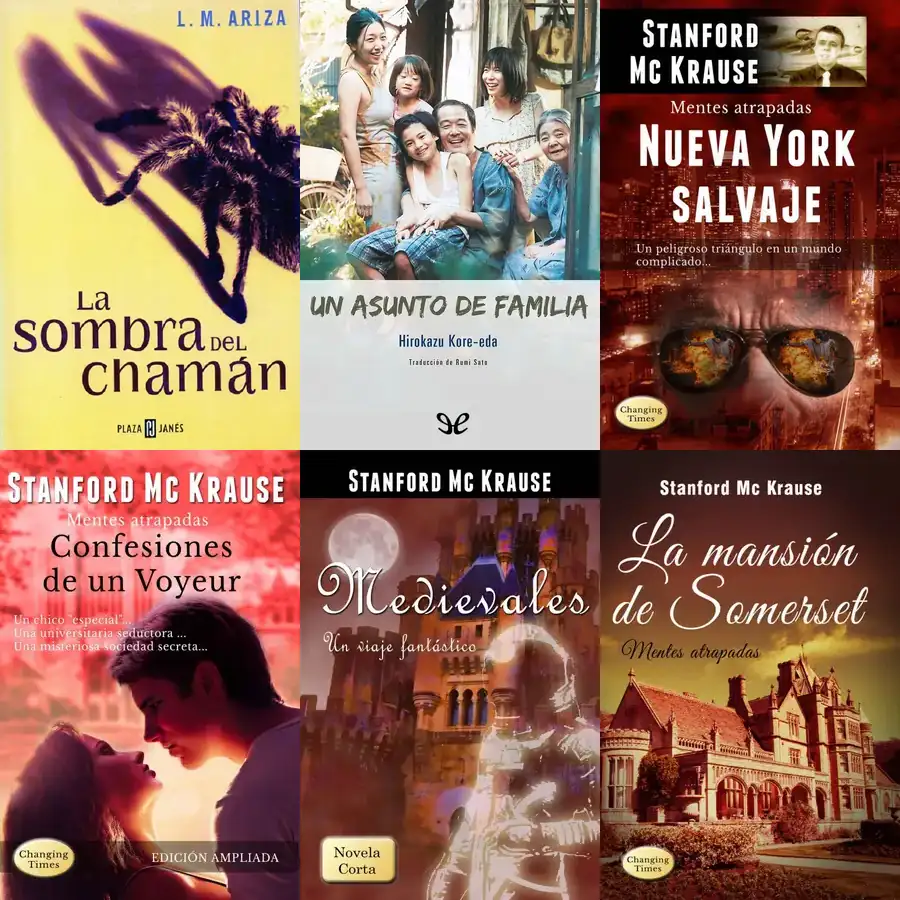 L. M. ARIZA
LA
SOMBRA DEL
CHAMÁN
PLAZA JANÉS
UN ASUNTO DE FAMILIA
Hirokazu Kore-eda
Traducción de Rumi Sato
STANFORD
MC KRAUSE
Mentes atrapadas
NUEVA YORK
SALVAJE
Un peligroso triángulo en un mundo
complicado...
Changing
Times
STANFORD MC KRAUSE
Mentes atrapadas
Confesiones
de un Voyeur
Un chico "especial"...
Una universitaria seductora ...
Una misteriosa sociedad secreta...
Changing
Times
EDICIÓN AMPLIADA
STANFORD MC KRAUSE
Medievales
Un viaje fantástico
Novela
Corta
Stanford Mc Krause
La mansión
de Somerset
Mentes atrapadas
Changing
Times